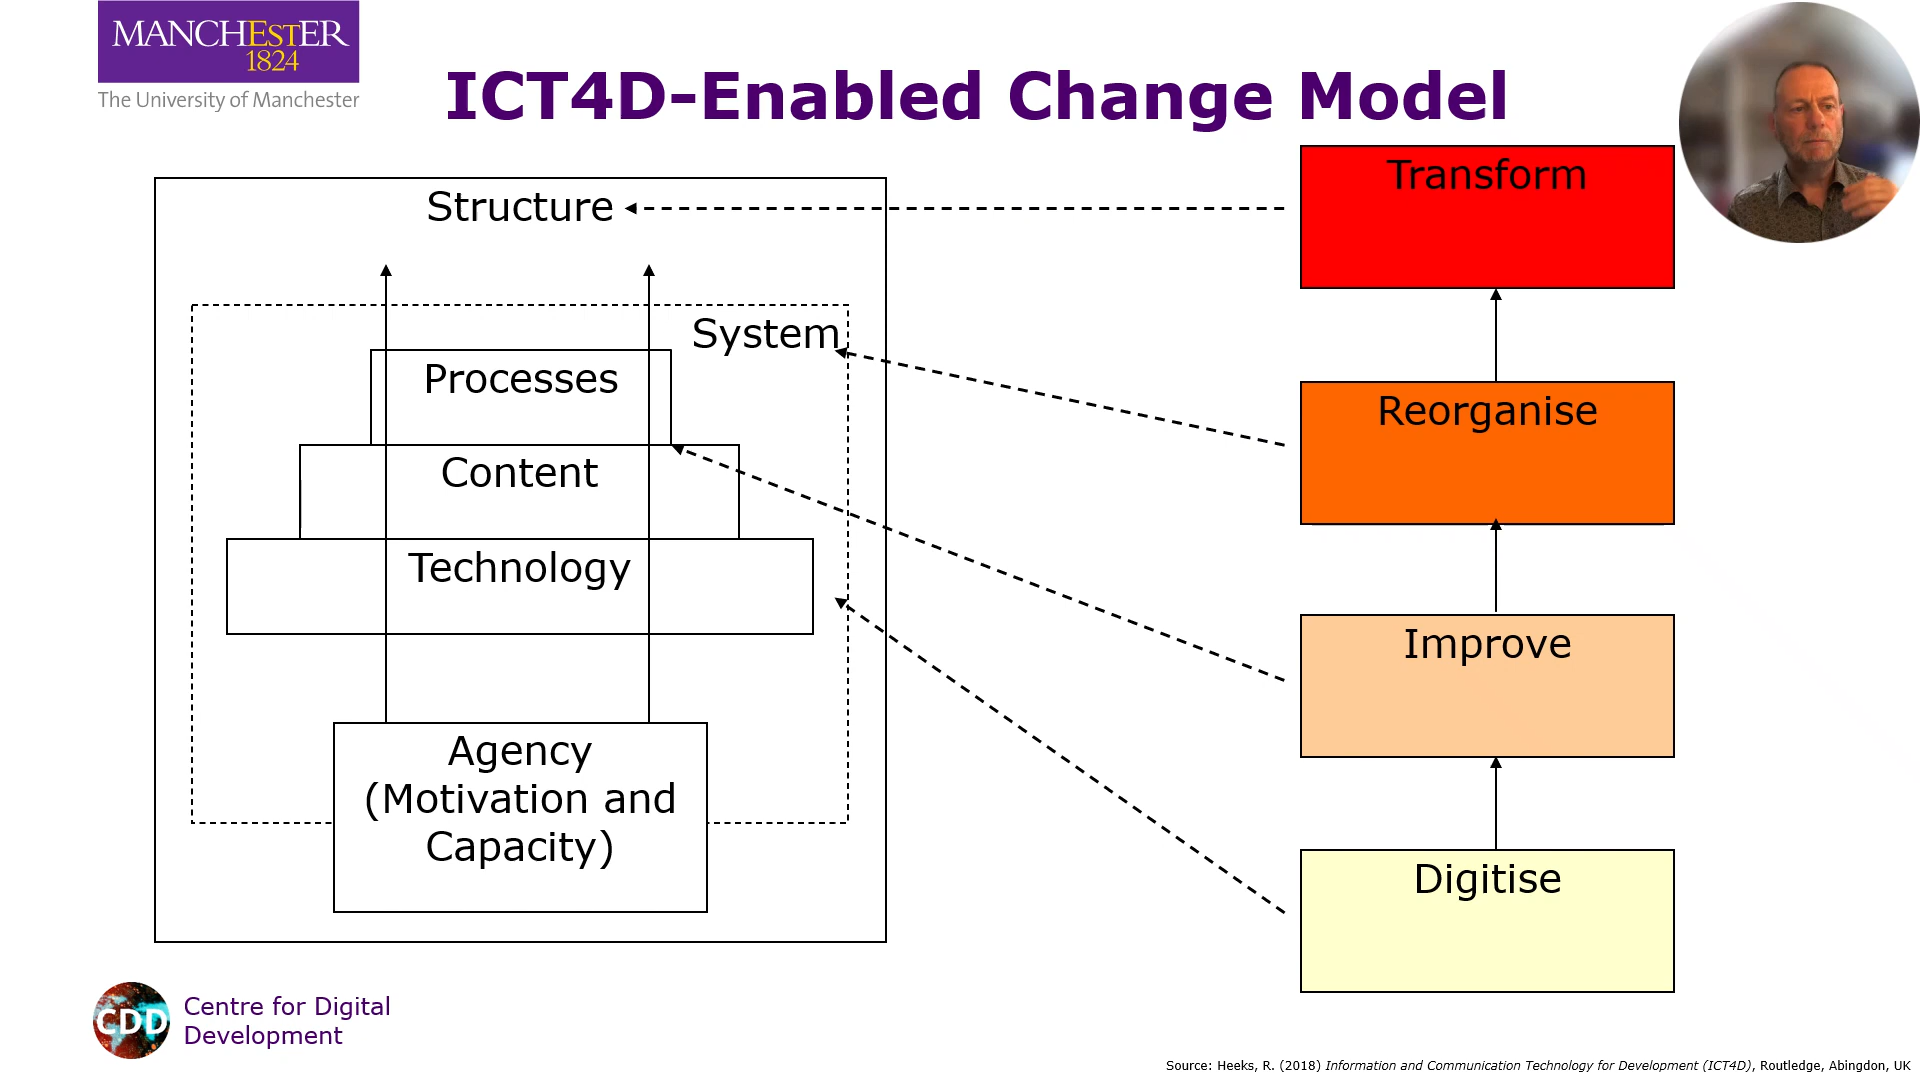 MANCHESTER
1824
The University of Manchester
ICT4D-Enabled Change Model
Structure
System
Processes
Content
Technology
Agency
(Motivation and
Capacity)
Transform
Reorganise
Improve
Digitise
CDD
Centre for Digital
Development
Source: Heeks, R. (2018) Information and Communication Technology for Development (ICT4D), Routledge, Abingdon, UK